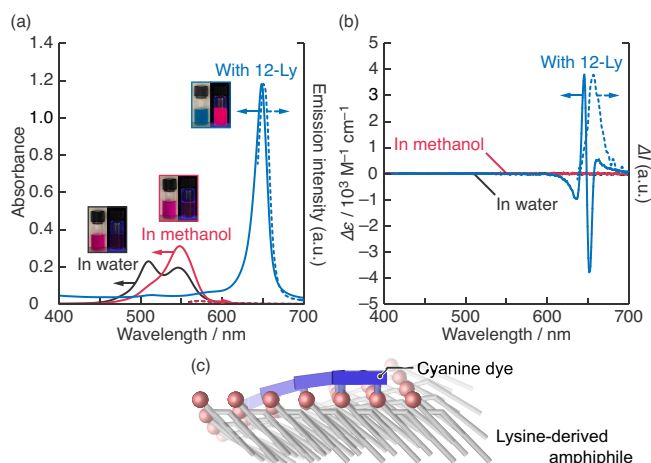 (a)
1.4
1.2
1.0
0.8
0.6
0.4
0.2
0
Absorbance
With 12-Ly
In methanol
In water
Emission intensity (a.u.)
400 500 600 700
Wavelength / nm
(b)
5
4
3
2
1
0
−1
−2
−3
−4
−5
Δε / 10³ M⁻¹ cm⁻¹
With 12-Ly
In methanol
In water
ΔI (a.u.)
400 500 600 700
Wavelength / nm
(c)
Cyanine dye
Lysine-derived
amphiphile